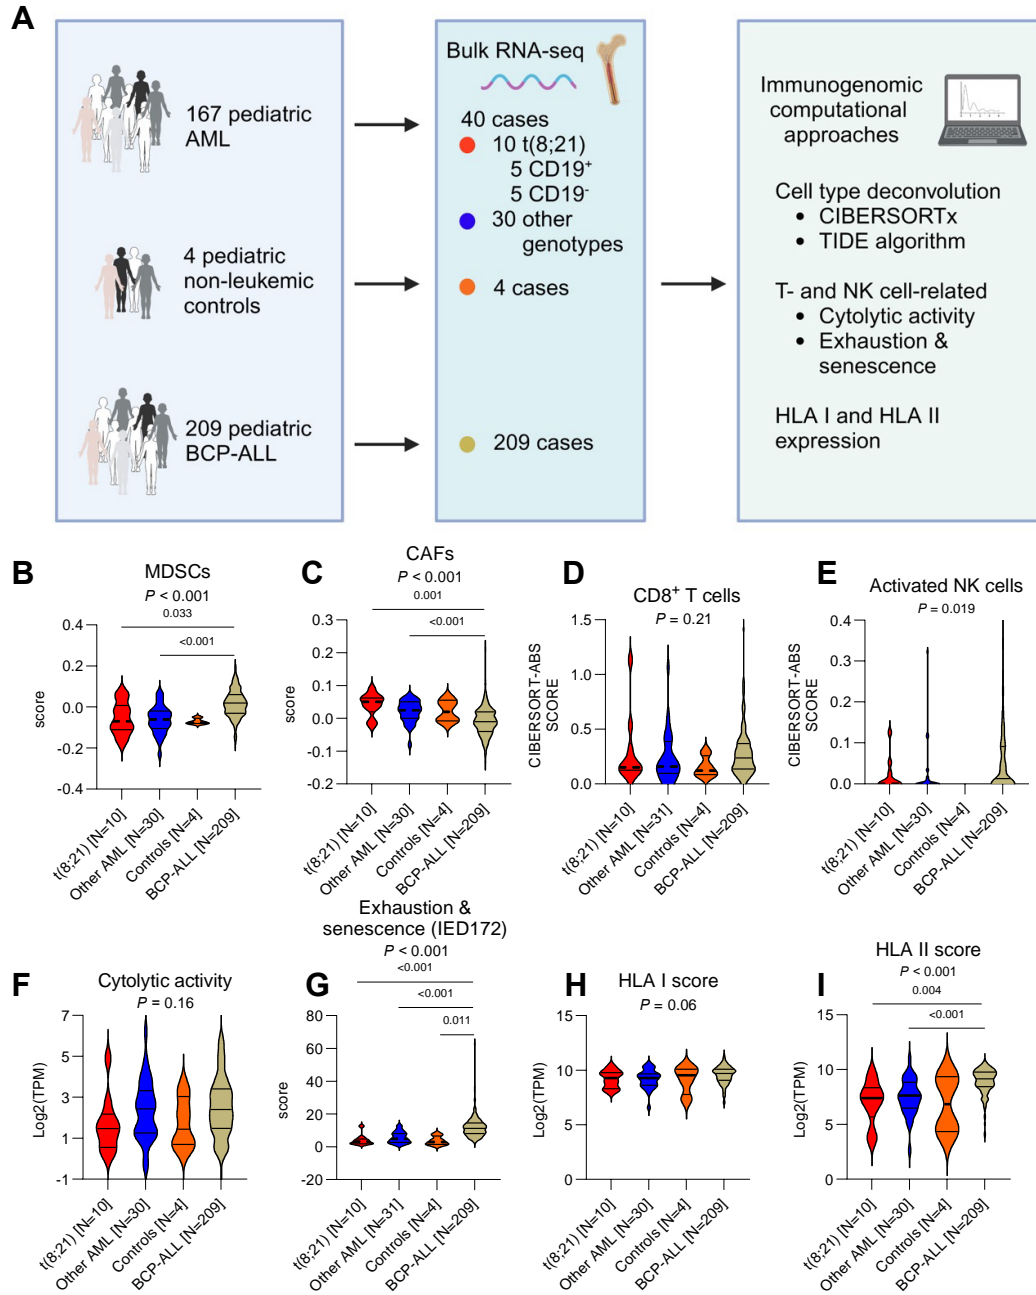 A
167 pediatric
AML
4 pediatric
non-leukemic
controls
209 pediatric
BCP-ALL
Bulk RNA-seq
40 cases
10 t(8;21)
5 CD19+
5 CD19-
30 other
genotypes
4 cases
209 cases
Immunogenomic
computational
approaches
Cell type deconvolution
• CIBERSORTx
• TIDE algorithm
T- and NK cell-related
• Cytolytic activity
• Exhaustion &
senescence
HLA I and HLA II
expression
B
MDSCs
P < 0.001
0.033
<0.001
score
0.4
0.2
0.0
-0.2
-0.4
t(8;21) [N=10]
Other AML [N=30]
Controls [N=4]
BCP-ALL [N=209]
C
CAFs
P < 0.001
0.001
<0.001
score
0.3
0.2
0.1
0.0
-0.1
-0.2
t(8;21) [N=10]
Other AML [N=30]
Controls [N=4]
BCP-ALL [N=209]
D
CD8+ T cells
P = 0.21
CIBERSORT-ABS
SCORE
1.5
1.0
0.5
0.0
t(8;21) [N=10]
Other AML [N=31]
Controls [N=4]
BCP-ALL [N=209]
E
Activated NK cells
P = 0.019
CIBERSORT-ABS
SCORE
0.4
0.3
0.2
0.1
0.0
t(8;21) [N=10]
Other AML [N=30]
Controls [N=4]
BCP-ALL [N=209]
F
Cytolytic activity
P = 0.16
Log2(TPM)
7
5
3
1
-1
t(8;21) [N=10]
Other AML [N=30]
Controls [N=4]
BCP-ALL [N=209]
G
Exhaustion &
senescence (IED172)
P < 0.001
<0.001
<0.001
0.011
score
80
60
40
20
0
-20
t(8;21) [N=10]
Other AML [N=31]
Controls [N=4]
BCP-ALL [N=209]
H
HLA I score
P = 0.06
Log2(TPM)
15
10
5
0
t(8;21) [N=10]
Other AML [N=30]
Controls [N=4]
BCP-ALL [N=209]
I
HLA II score
P < 0.001
0.004
<0.001
Log2(TPM)
15
10
5
0
t(8;21) [N=10]
Other AML [N=30]
Controls [N=4]
BCP-ALL [N=209]